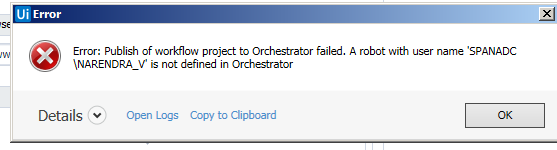 Ui Error
Error: Publish of workflow project to Orchestrator failed. A robot with user name 'SPANADC
\NARENDRA_V' is not defined in Orchestrator
Details Open Logs Copy to Clipboard OK